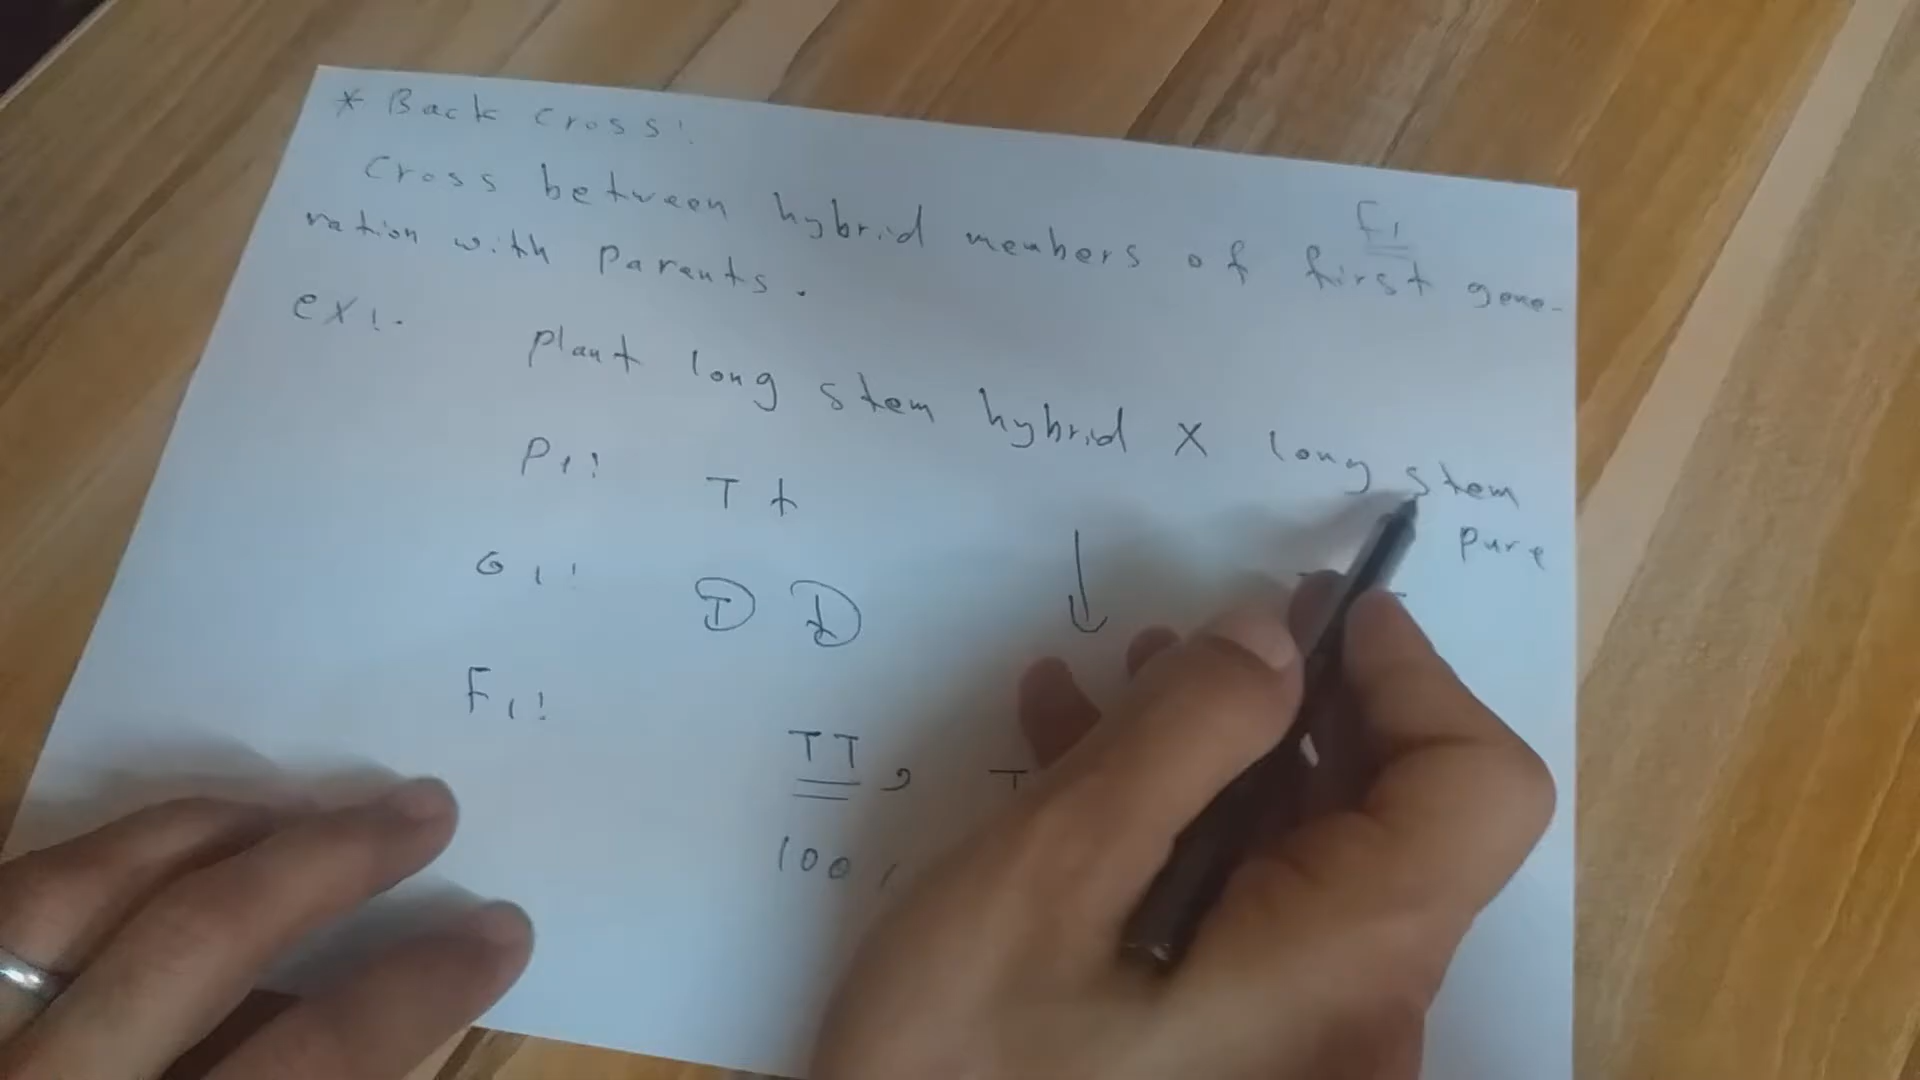 * Back cross:
F1
Cross between hybrid members of first gene-
ration with parents.
ex:- plant long stem hybrid X long stem
pure
P1: T t
G1: T t
F1:
TT, T
100